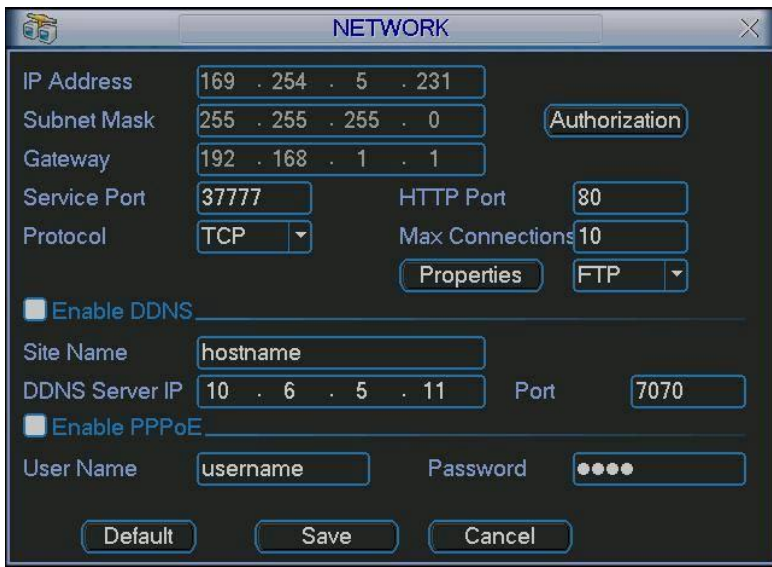 NETWORK
IP Address 169 . 254 . 5 . 231
Subnet Mask 255 . 255 . 255 . 0 Authorization
Gateway 192 . 168 . 1 . 1
Service Port 37777 HTTP Port 80
Protocol TCP Max Connections 10
Properties FTP
Enable DDNS
Site Name hostname
DDNS Server IP 10 . 6 . 5 . 11 Port 7070
Enable PPPoE
User Name username Password ●●●●
Default Save Cancel